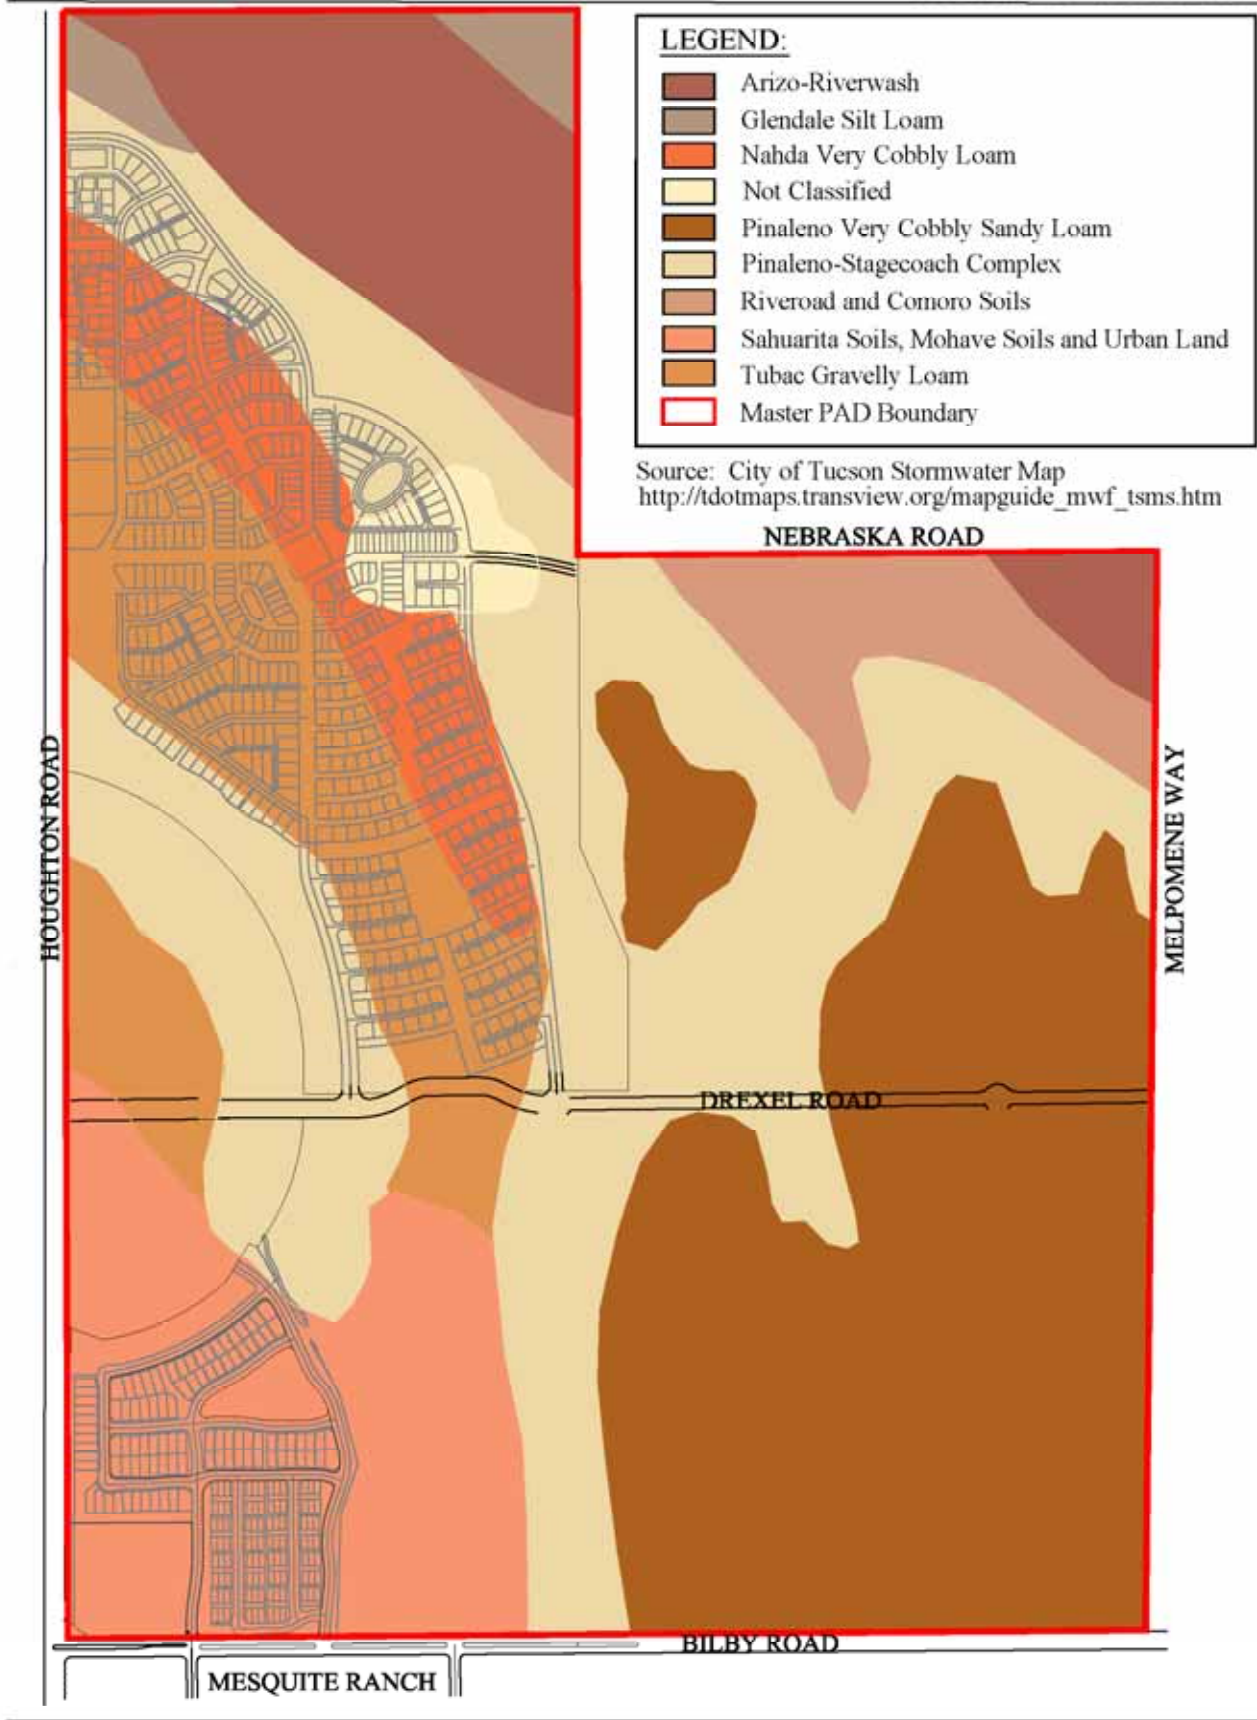 LEGEND:
Arizo-Riverwash
Glendale Silt Loam
Nahda Very Cobbly Loam
Not Classified
Pinaleno Very Cobbly Sandy Loam
Pinaleno-Stagecoach Complex
Riveroad and Comoro Soils
Sahuarita Soils, Mohave Soils and Urban Land
Tubac Gravelly Loam
Master PAD Boundary
Source: City of Tucson Stormwater Map
http://tdotmaps.transview.org/mapguide_mwf_tsms.htm
NEBRASKA ROAD
HOUGHTON ROAD
MELPOMENE WAY
DREXEL ROAD
BILBY ROAD
MESQUITE RANCH